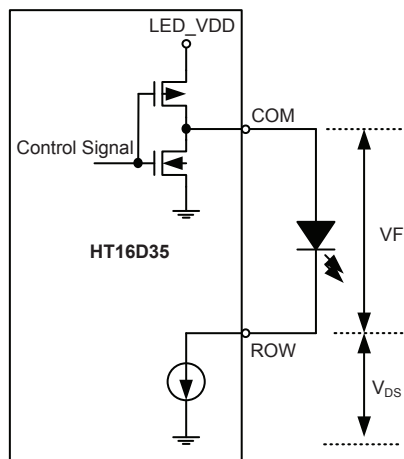 LED_VDD
COM
Control Signal
VF
HT16D35
ROW
VDS